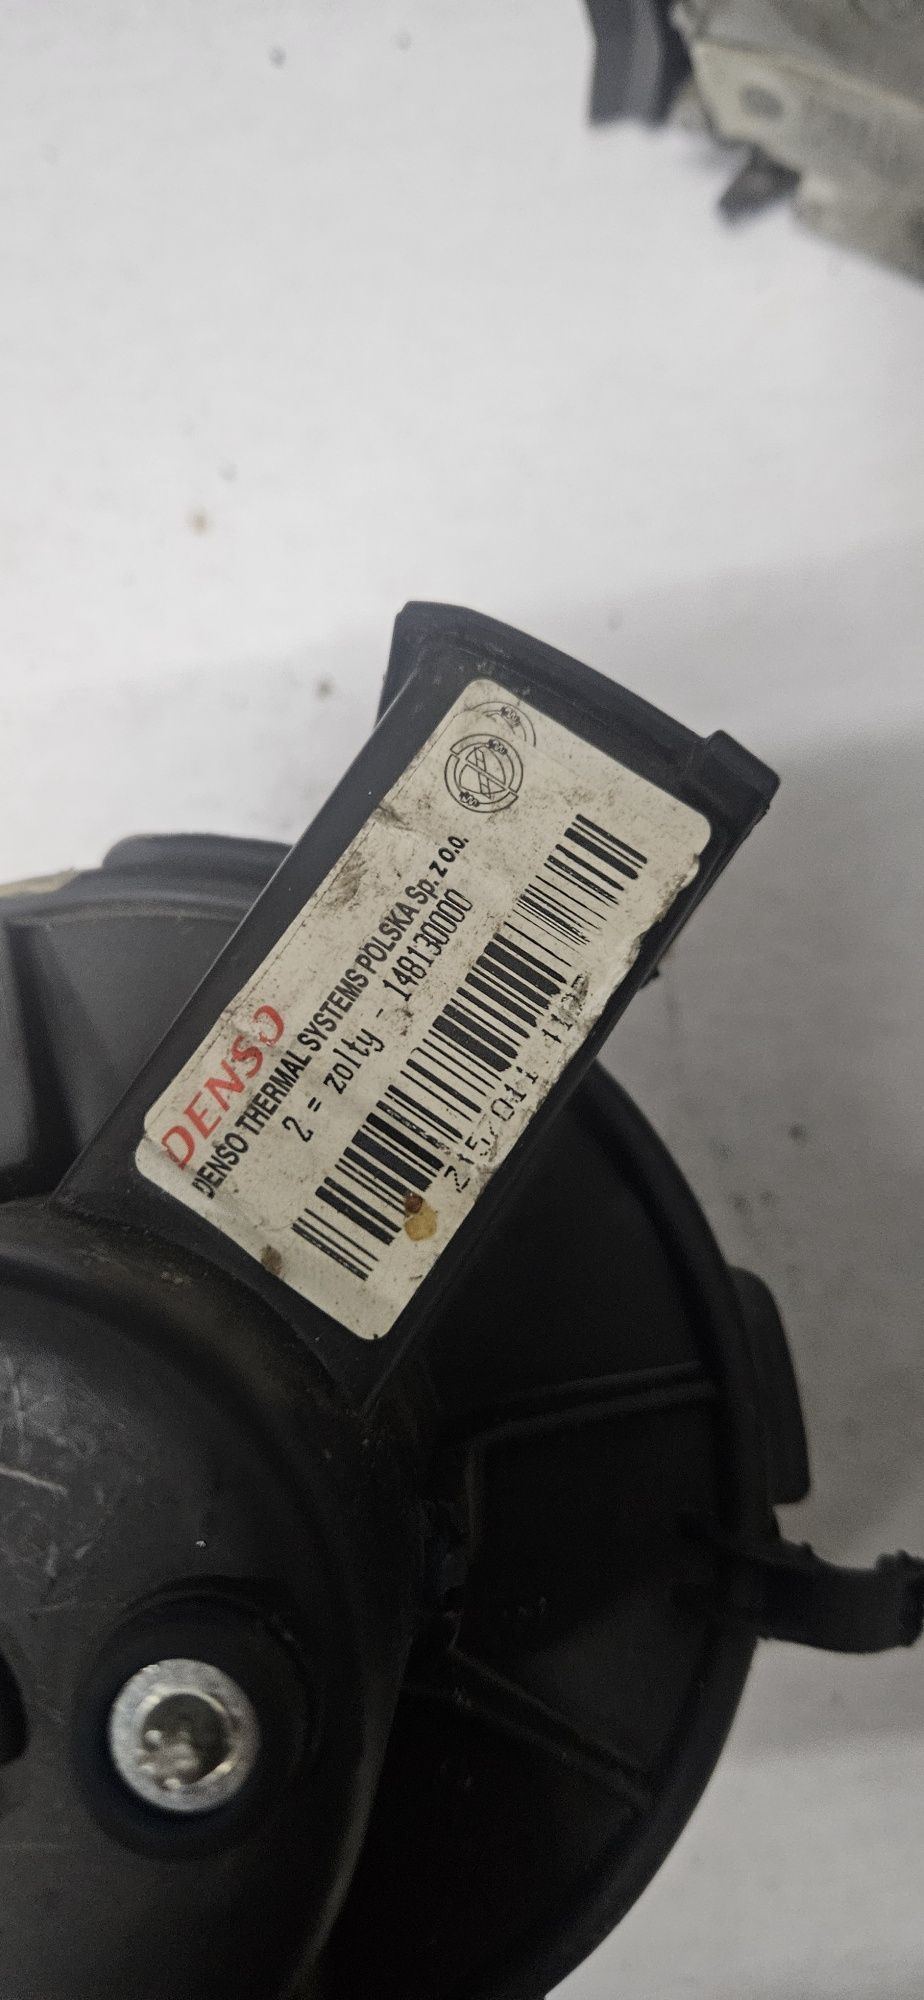 DENSO
DENSO THERMAL SYSTEMS POLSKA Sp. z o.o.
2 = zolty - 148130000